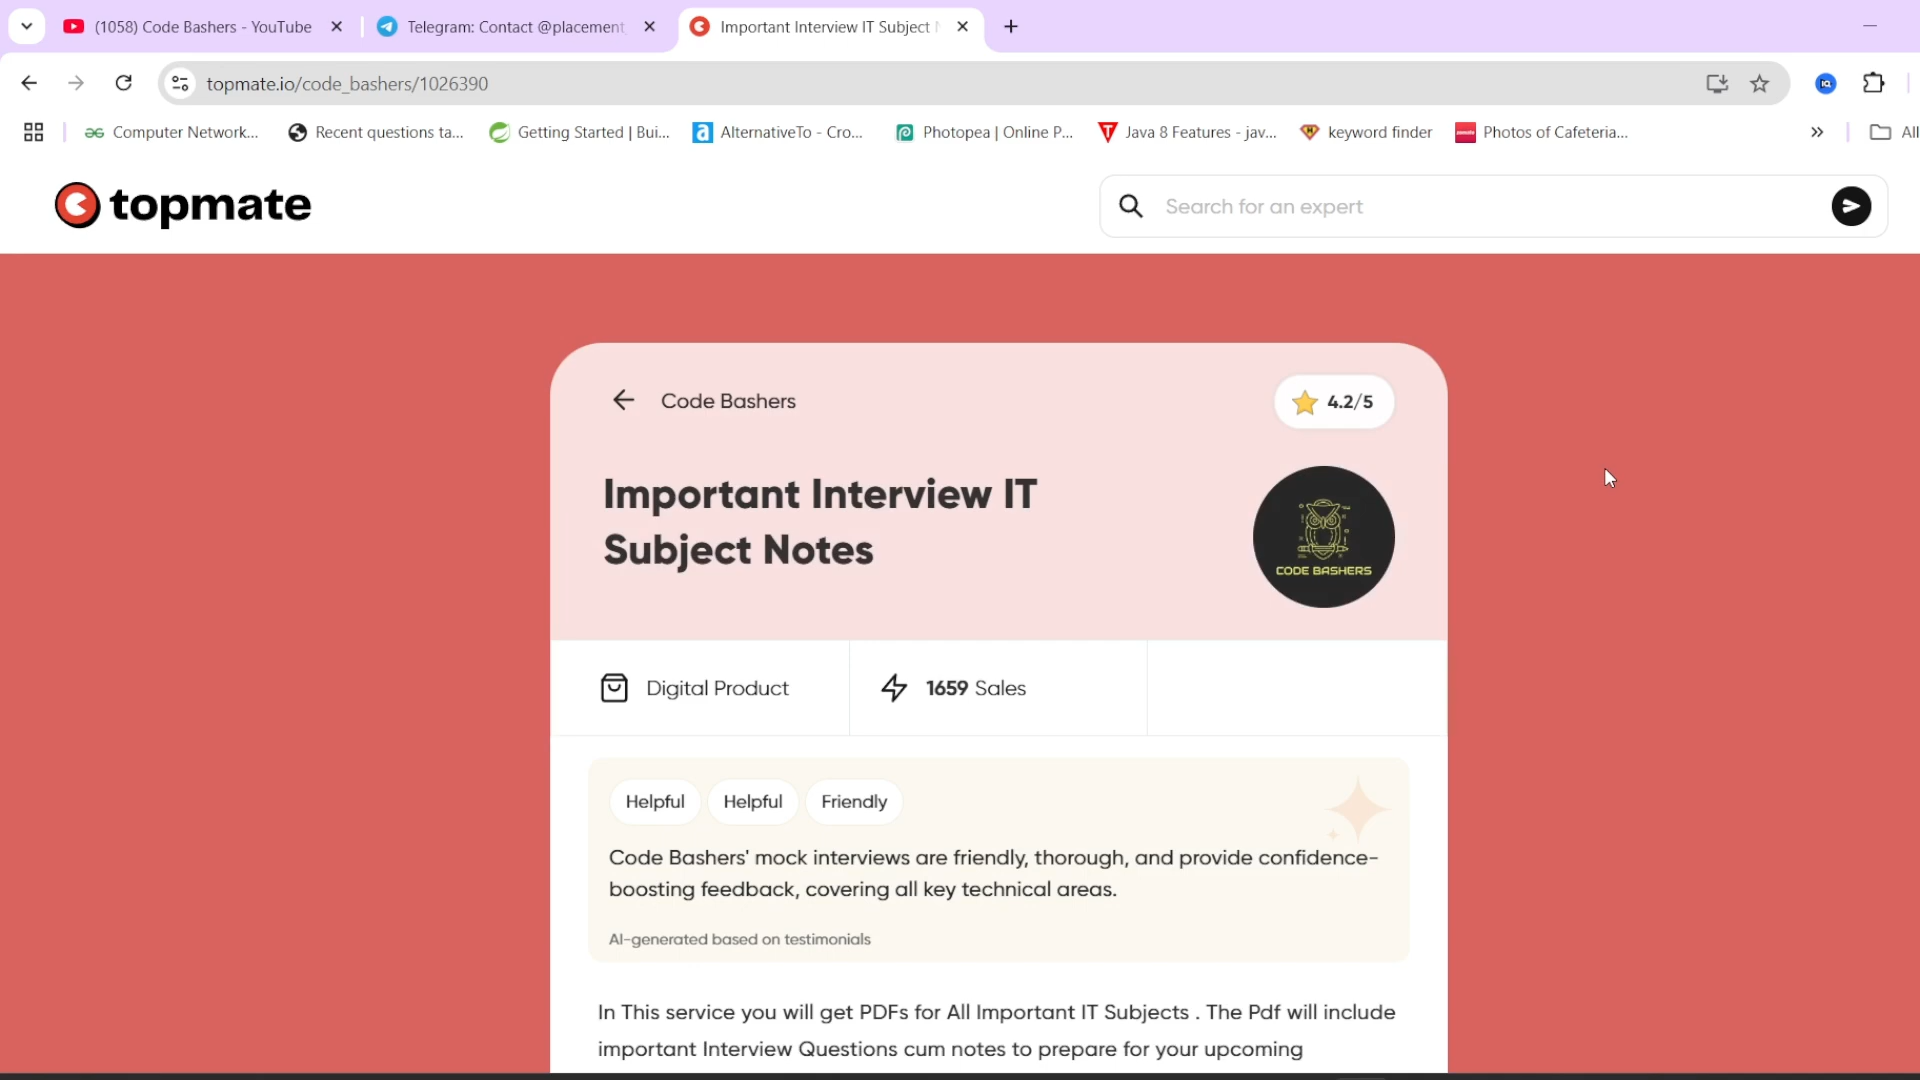 (1058) Code Bashers - YouTube
Telegram: Contact @placement
Important Interview IT Subject
topmate.io/code_bashers/1026390
Computer Network...
Recent questions ta...
Getting Started | Bui...
AlternativeTo - Cro...
Photopea | Online P...
Java 8 Features - jav...
keyword finder
Photos of Cafeteria...
All
topmate
Search for an expert
Code Bashers
4.2/5
Important Interview IT
Subject Notes
CODE BASHERS
Digital Product
1659 Sales
Helpful
Helpful
Friendly
Code Bashers' mock interviews are friendly, thorough, and provide confidence-
boosting feedback, covering all key technical areas.
AI-generated based on testimonials
In This service you will get PDFs for All Important IT Subjects . The Pdf will include
important Interview Questions cum notes to prepare for your upcoming